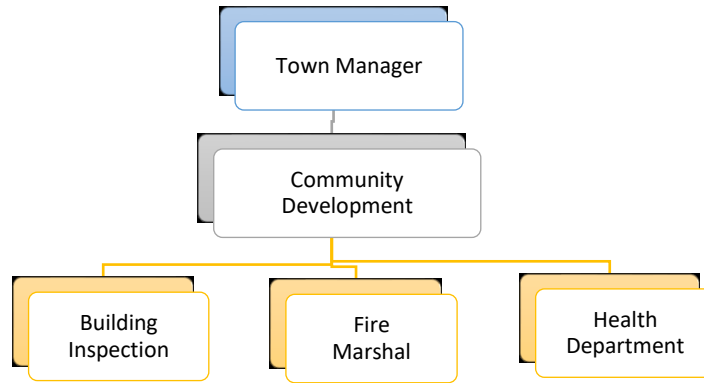 Town Manager
Community
Development
Building
Inspection
Fire
Marshal
Health
Department